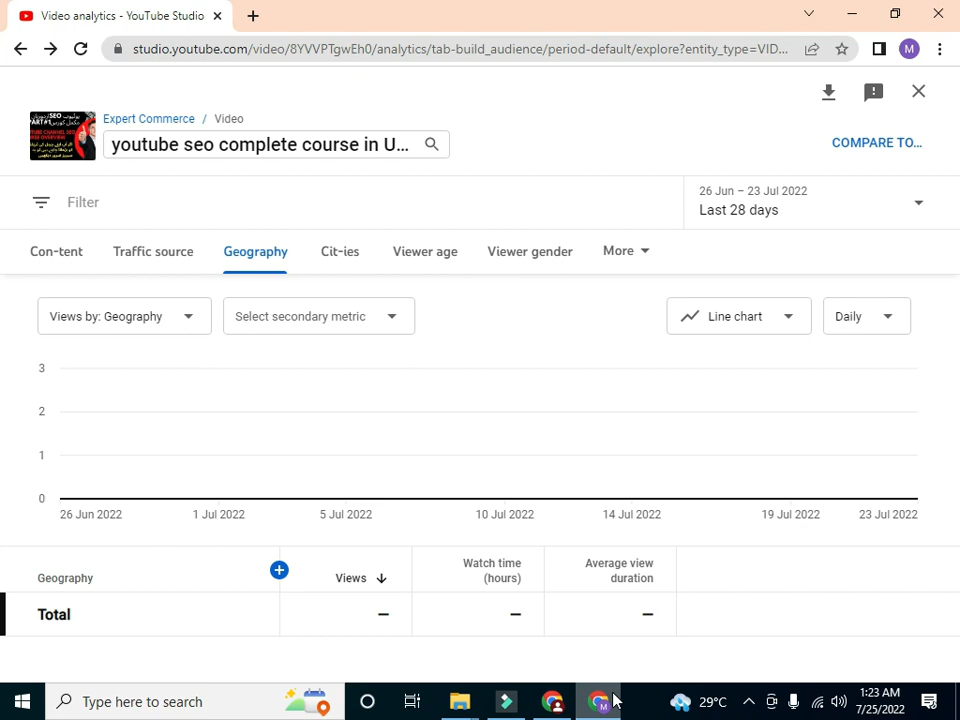 Video analytics - YouTube Studio
studio.youtube.com/video/8YVVPTgwEh0/analytics/tab-build_audience/period-default/explore?entity_type=VID...
M
Expert Commerce / Video
youtube seo complete course in U...
COMPARE TO...
PART#1
Filter
26 Jun – 23 Jul 2022
Last 28 days
Con-tent Traffic source Geography Cit-ies Viewer age Viewer gender More
Views by: Geography Select secondary metric Line chart Daily
3
2
1
0
26 Jun 2022 1 Jul 2022 5 Jul 2022 10 Jul 2022 14 Jul 2022 19 Jul 2022 23 Jul 2022
Geography Views Watch time (hours) Average view duration
Total — — —
Type here to search
M
29°C
1:23 AM
7/25/2022